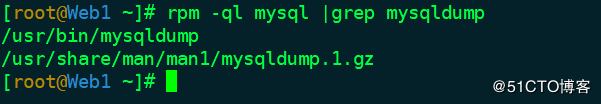 [root@Web1 ~]# rpm -ql mysql |grep mysqldump
/usr/bin/mysqldump
/usr/share/man/man1/mysqldump.1.gz
[root@Web1 ~]#
@51CTO博客